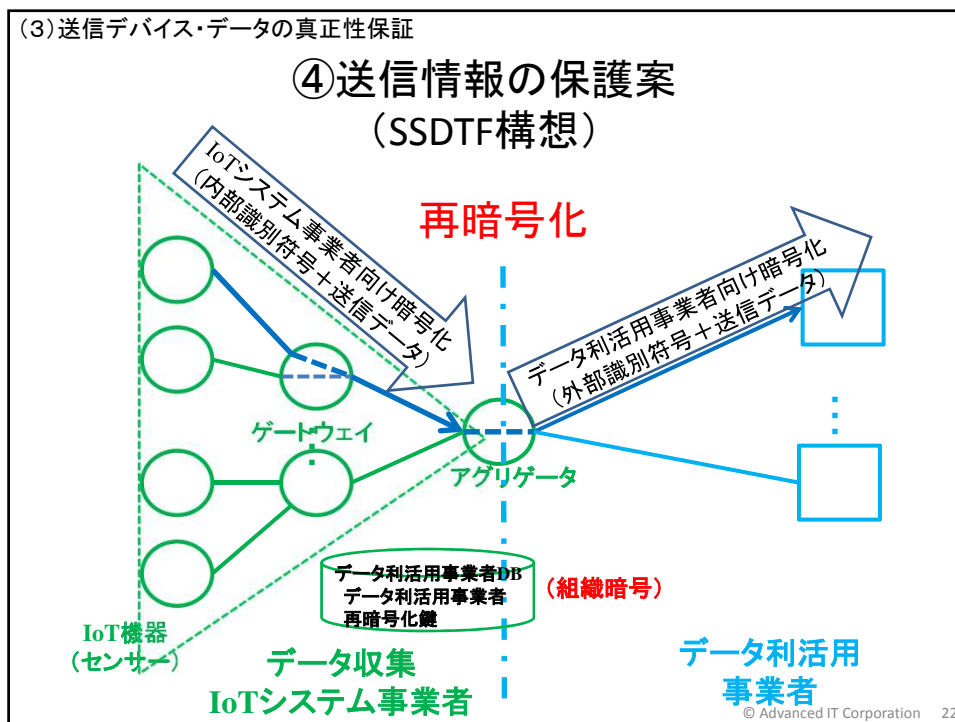 （３）送信デバイス・データの真正性保証
④送信情報の保護案
（SSDTF構想）
IoTシステム事業者向け暗号化
（内部識別符号＋送信データ）
再暗号化
データ利活用事業者向け暗号化
（外部識別符号＋送信データ）
ゲートウェイ
アグリゲータ
データ利活用事業者DB
データ利活用事業者
再暗号化鍵
（組織暗号）
IoT機器
（センサー）
データ収集
IoTシステム事業者
データ利活用
事業者
© Advanced IT Corporation 22